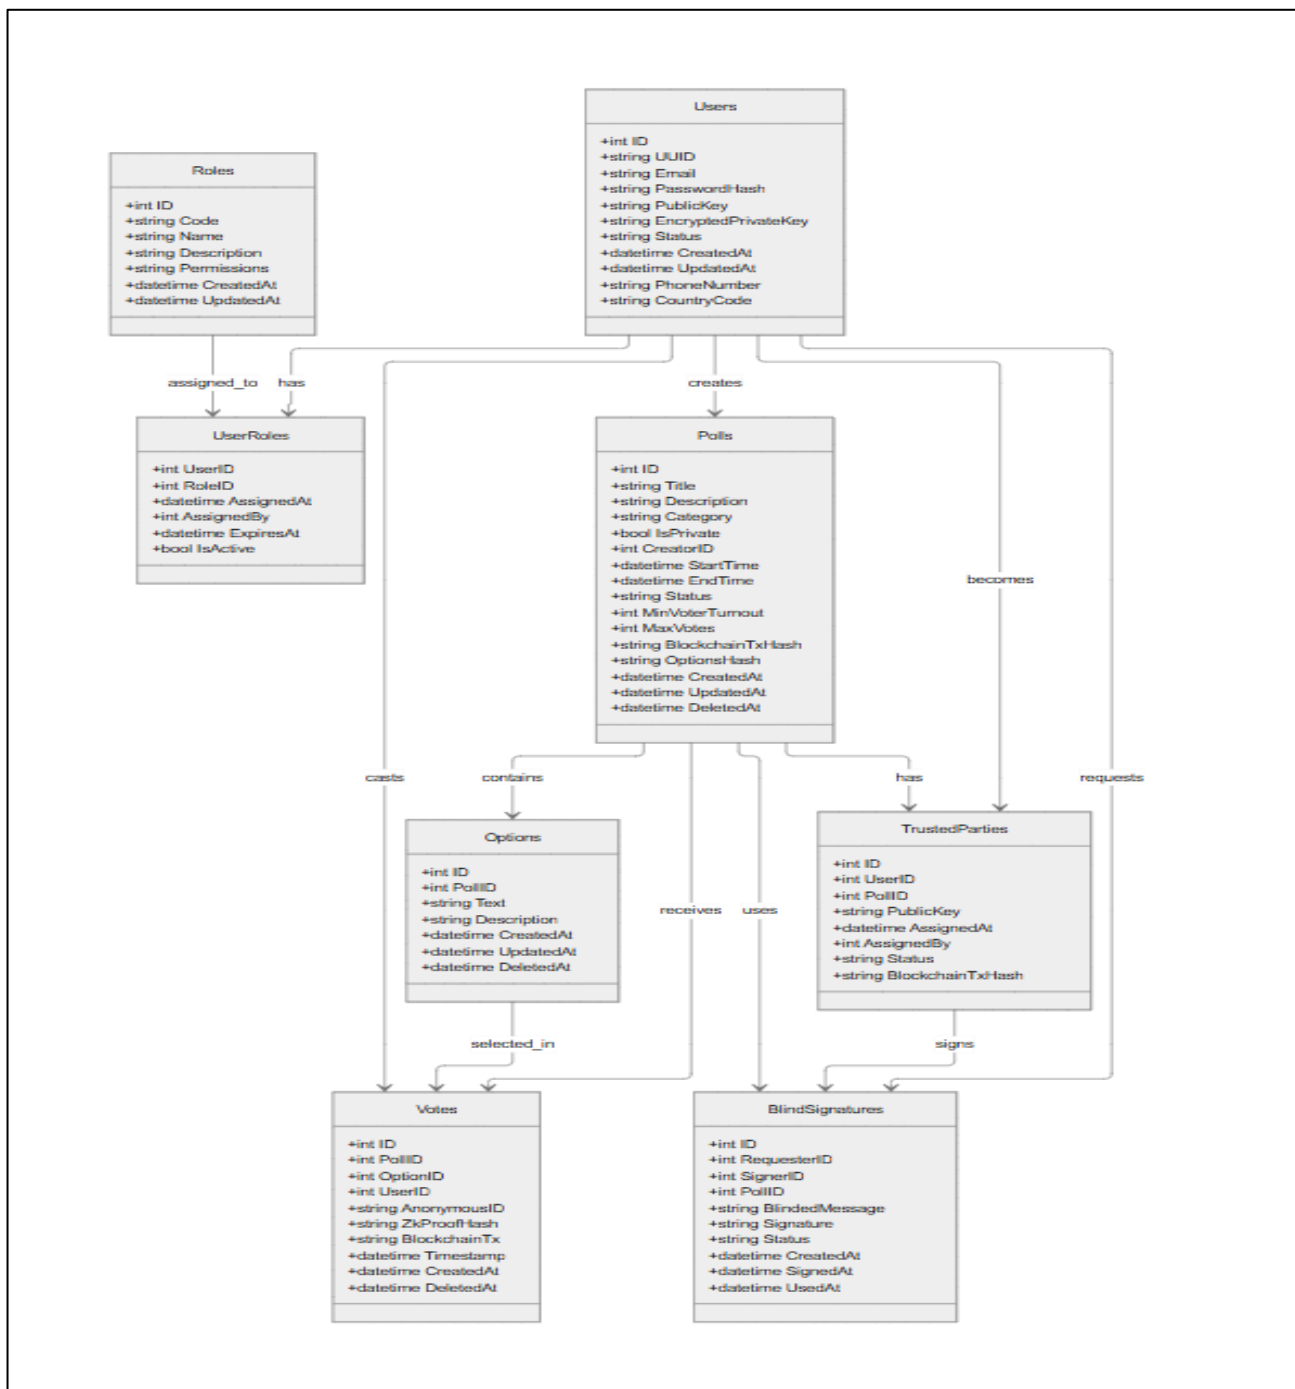 Users
+int ID
+string UUID
+string Email
+string PasswordHash
+string PublicKey
+string EncryptedPrivateKey
+string Status
+datetime CreatedAt
+datetime UpdatedAt
+string PhoneNumber
+string CountryCode
Roles
+int ID
+string Code
+string Name
+string Description
+string Permissions
+datetime CreatedAt
+datetime UpdatedAt
assigned_to
has
creates
UserRoles
+int UserID
+int RoleID
+datetime AssignedAt
+int AssignedBy
+datetime ExpiresAt
+bool IsActive
Polls
+int ID
+string Title
+string Description
+string Category
+bool IsPrivate
+int CreatorID
+datetime StartTime
+datetime EndTime
+string Status
+int MinVoterTurnout
+int MaxVotes
+string BlockchainTxHash
+string OptionsHash
+datetime CreatedAt
+datetime UpdatedAt
+datetime DeletedAt
becomes
casts
contains
has
requests
Options
+int ID
+int PollID
+string Text
+string Description
+datetime CreatedAt
+datetime UpdatedAt
+datetime DeletedAt
receives
uses
TrustedParties
+int ID
+int UserID
+int PollID
+string PublicKey
+datetime AssignedAt
+int AssignedBy
+string Status
+string BlockchainTxHash
selected_in
signs
Votes
+int ID
+int PollID
+int OptionID
+int UserID
+string AnonymousID
+string ZkProofHash
+string BlockchainTx
+datetime Timestamp
+datetime CreatedAt
+datetime DeletedAt
BlindSignatures
+int ID
+int RequesterID
+int SignerID
+int PollID
+string BlindedMessage
+string Signature
+string Status
+datetime CreatedAt
+datetime SignedAt
+datetime UsedAt